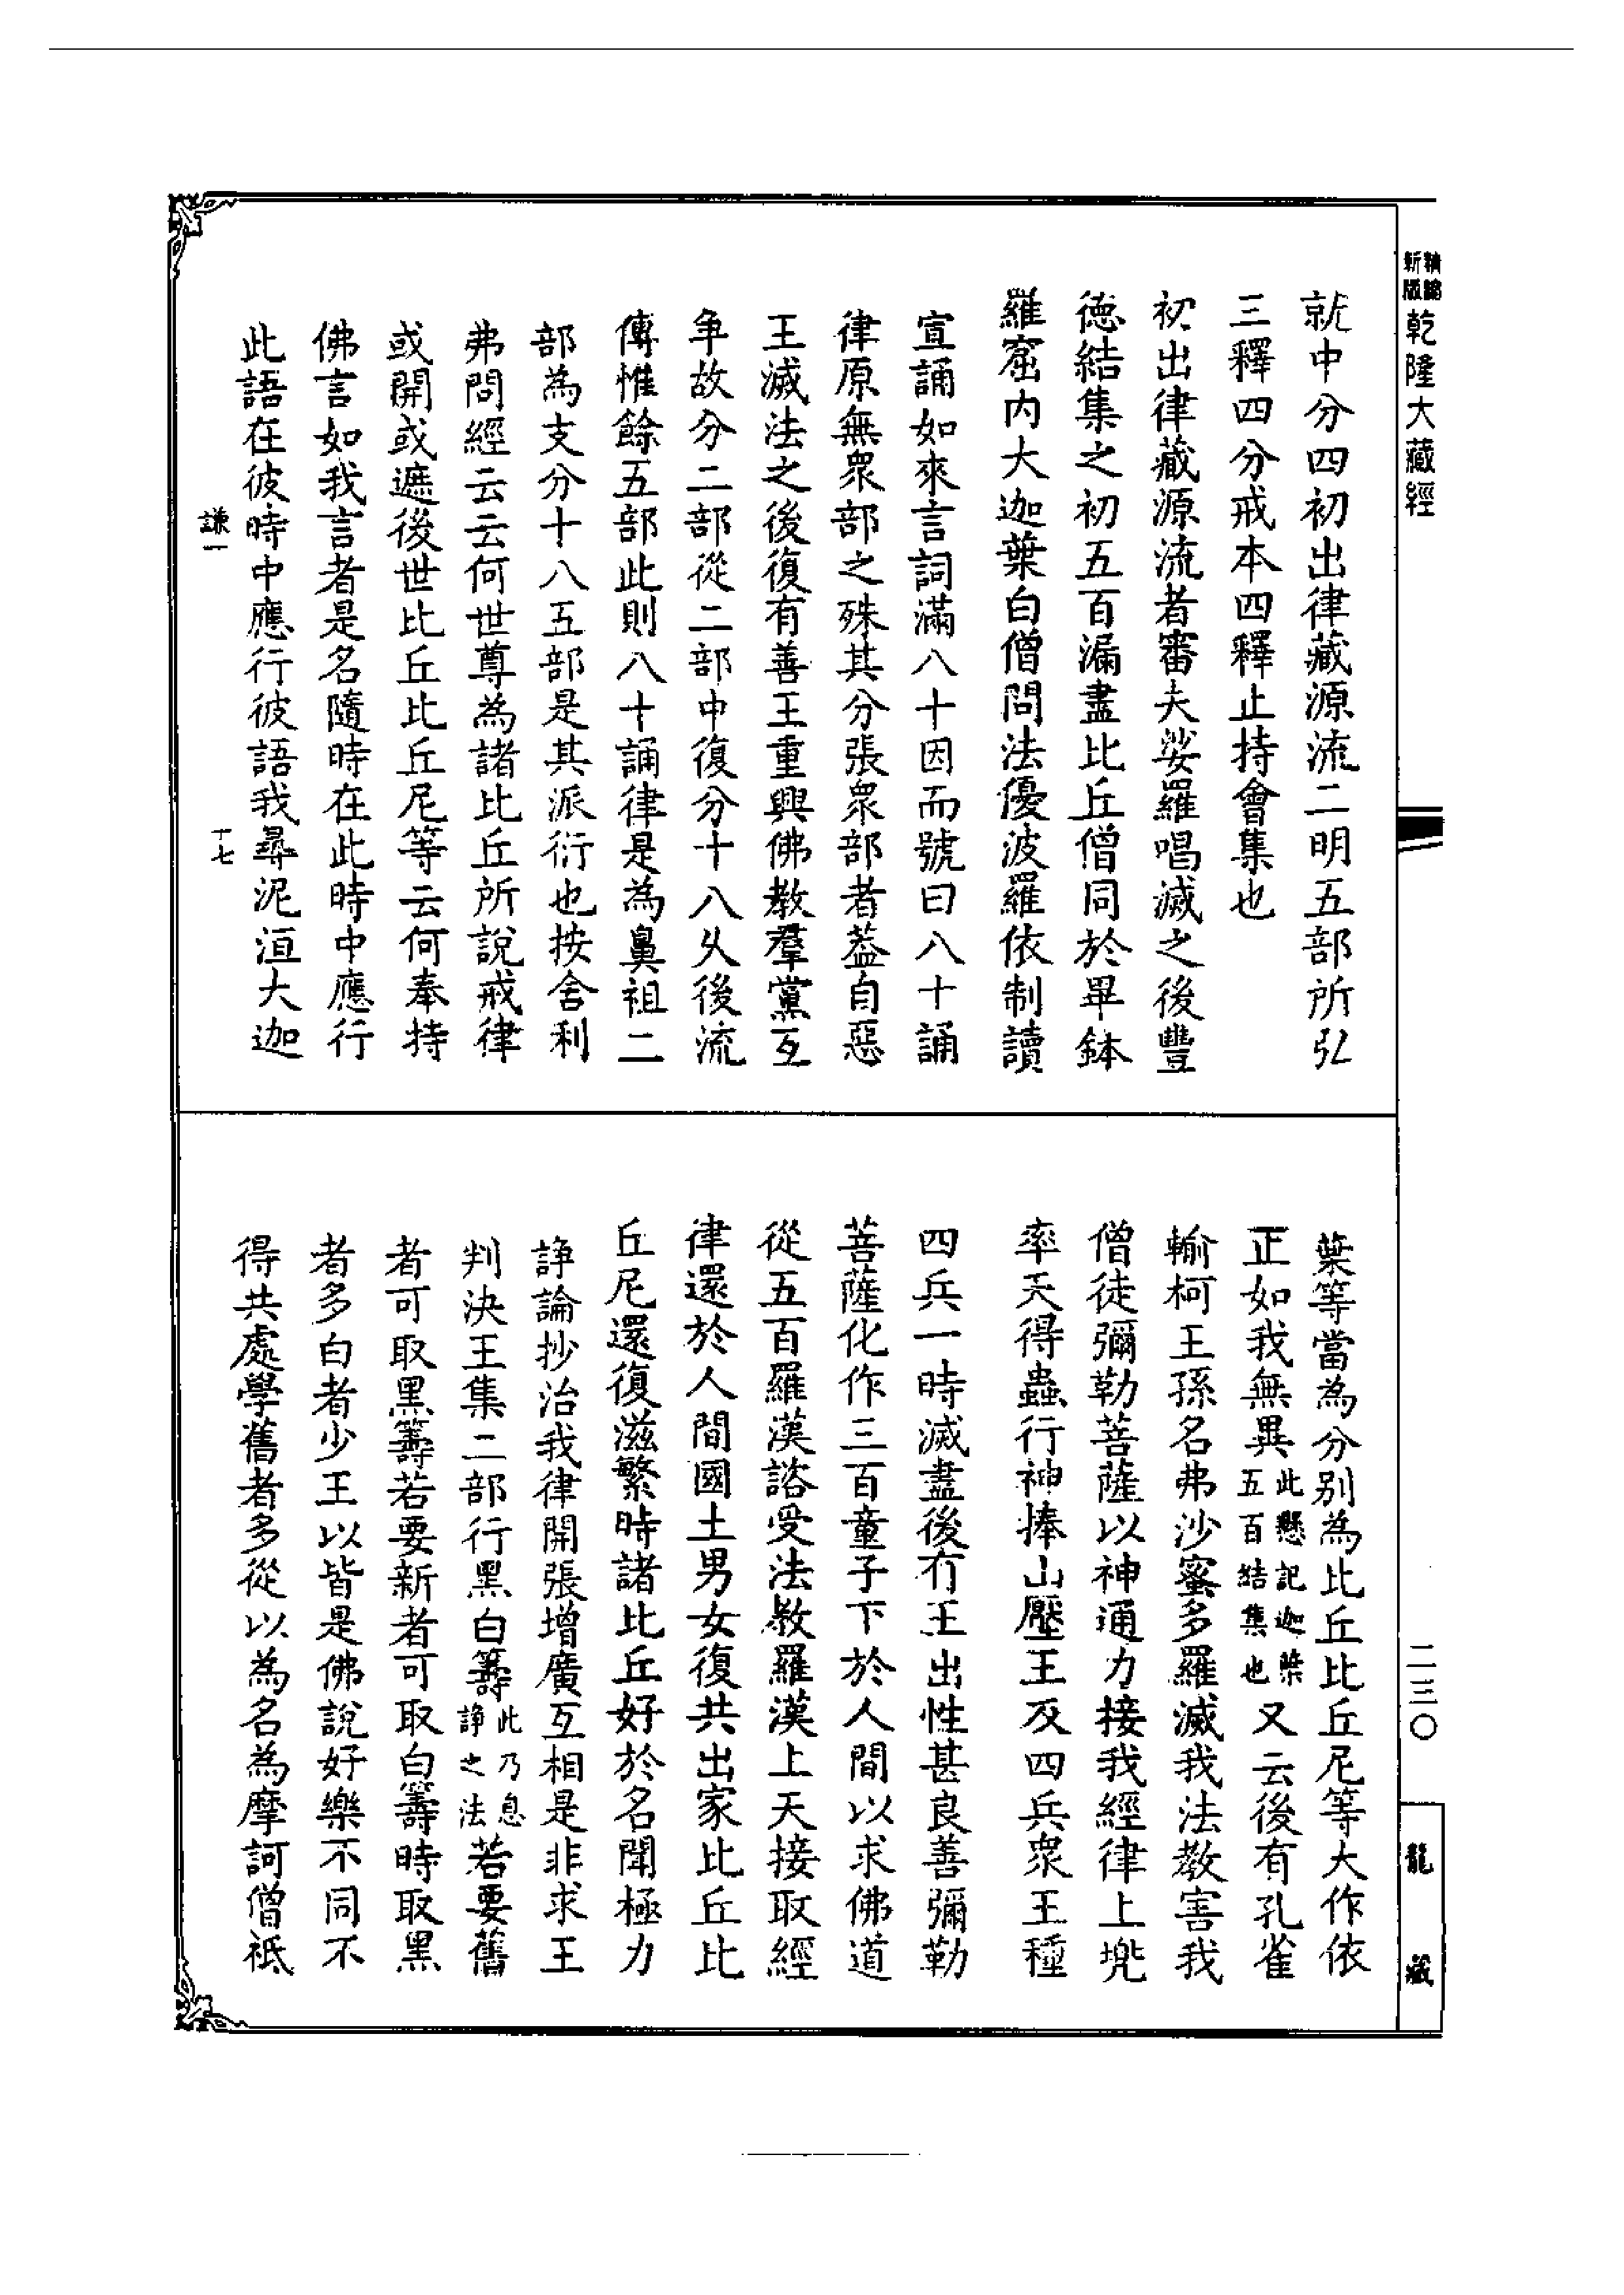 新版精縮乾隆大藏經
就中分四初出律藏源流二明五部所弘
三釋四分戒本四釋止持會集也
初出律藏源流者審夫娑羅唱滅之後豐
德結集之初五百漏盡比丘僧同於畢鉢
羅窟內大迦葉白僧問法優波羅依制讀
宣誦如來言詞滿八十因而號曰八十誦
律原無眾部之殊其分張眾部者葢自惡
王滅法之後復有善王重興佛教羣黨互
爭故分二部從二部中復分十八乆後流
傳惟餘五部此則八十誦律是為鼻祖二
部為支分十八五部是其派衍也按舍利
弗問經云云何世尊為諸比丘所說戒律
或開或遮後世比丘比丘尼等云何奉持
佛言如我言者是名隨時在此時中應行
此語在彼時中應行彼語我尋泥洹大迦
謙一
十七
葉等當為分別為比丘比丘尼等大作依
正如我無異此懸記迦葉五百結集也又云後有孔雀
輸柯王孫名弗沙蜜多羅滅我法教害我
僧徒彌勒菩薩以神通力接我經律上兜
率天得蟲行神捧山壓王及四兵眾王種
四兵一時滅盡後有王出性甚良善彌勒
菩薩化作三百童子下於人間以求佛道
從五百羅漢諮受法教羅漢上天接取經
律還於人間國土男女復共出家比丘比
丘尼還復滋繁時諸比丘好於名聞極力
諍論抄治我律開張增廣互相是非求王
判決王集二部行黑白籌此乃息諍之法若要舊
者可取黑籌若要新者可取白籌時取黑
者多白者少王以皆是佛說好樂不同不
得共處學舊者多從以為名為摩訶僧祇
二三〇
龍藏